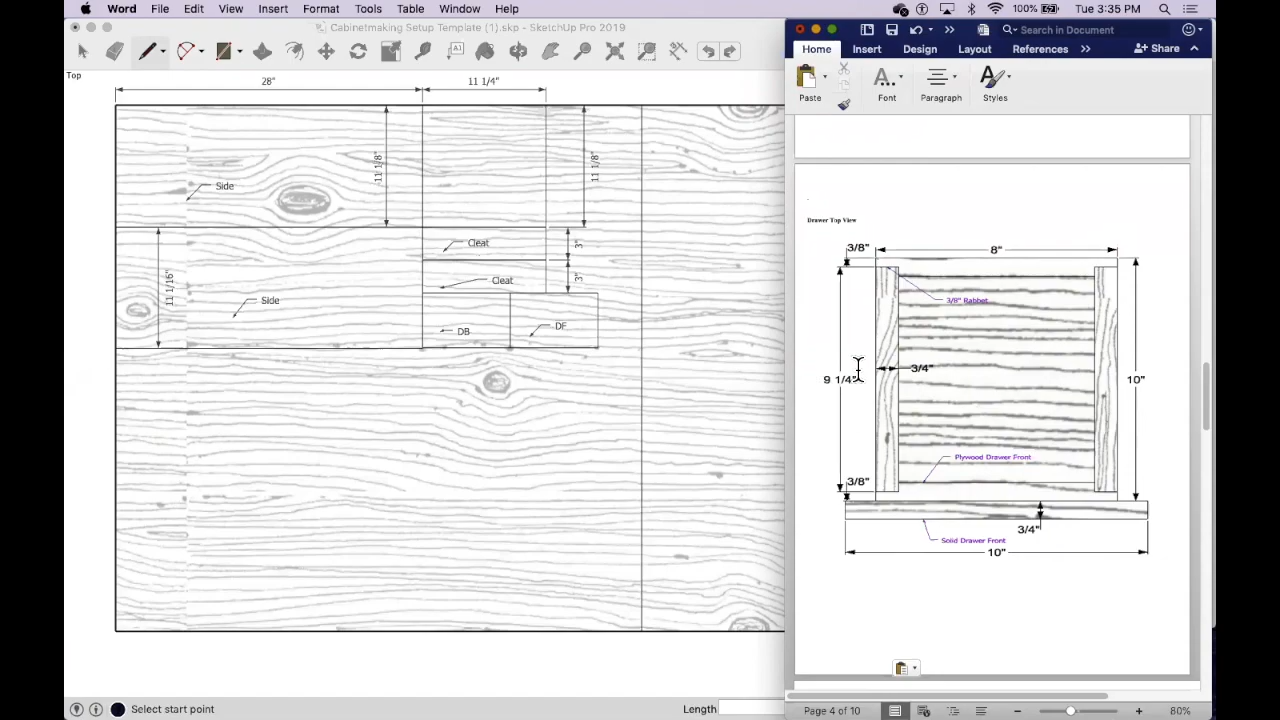 Word File Edit View Insert Format Tools Table Window Help
100% Tue 3:35 PM
Cabinetmaking Setup Template (1).skp - SketchUp Pro 2019
Top
28"
11 1/4"
11 1/8"
11 1/8"
Side
Cleat
3"
Cleat
3"
11 1/16"
Side
DB
DF
Select start point
Length
Search in Document
Home Insert Design Layout References Share
Paste Font Paragraph Styles
Drawer Top View
3/8"
8"
3/8" Rabbet
3/4"
9 1/4"
10"
Plywood Drawer Front
3/8"
3/4"
Solid Drawer Front
10"
Page 4 of 10
80%